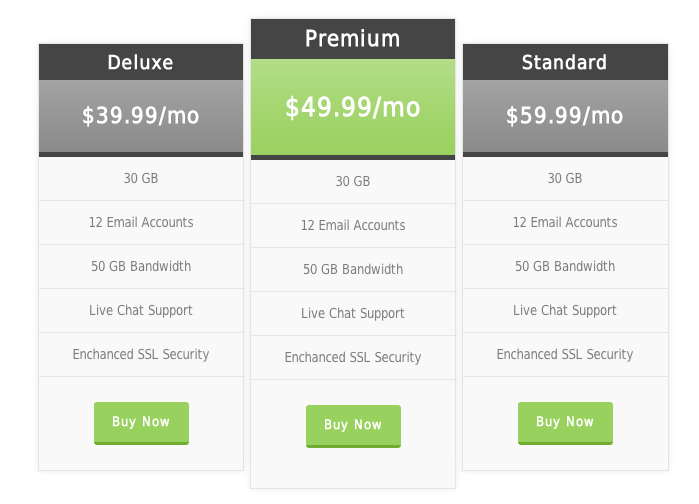 Deluxe
$39.99/mo
30 GB
12 Email Accounts
50 GB Bandwidth
Live Chat Support
Enchanced SSL Security
Buy Now
Premium
$49.99/mo
30 GB
12 Email Accounts
50 GB Bandwidth
Live Chat Support
Enchanced SSL Security
Buy Now
Standard
$59.99/mo
30 GB
12 Email Accounts
50 GB Bandwidth
Live Chat Support
Enchanced SSL Security
Buy Now